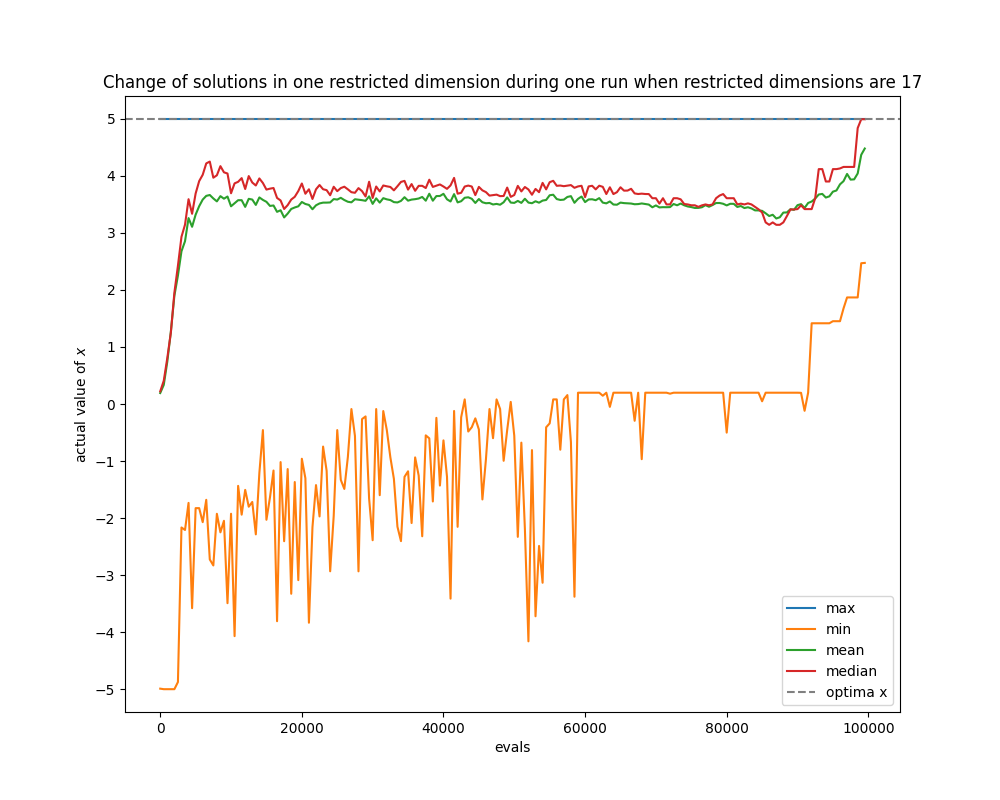 Change of solutions in one restricted dimension during one run when restricted dimensions are 17
5
4
3
2
1
0
−1
−2
−3
−4
−5
actual value of x
0 20000 40000 60000 80000 100000
evals
max
min
mean
median
optima x